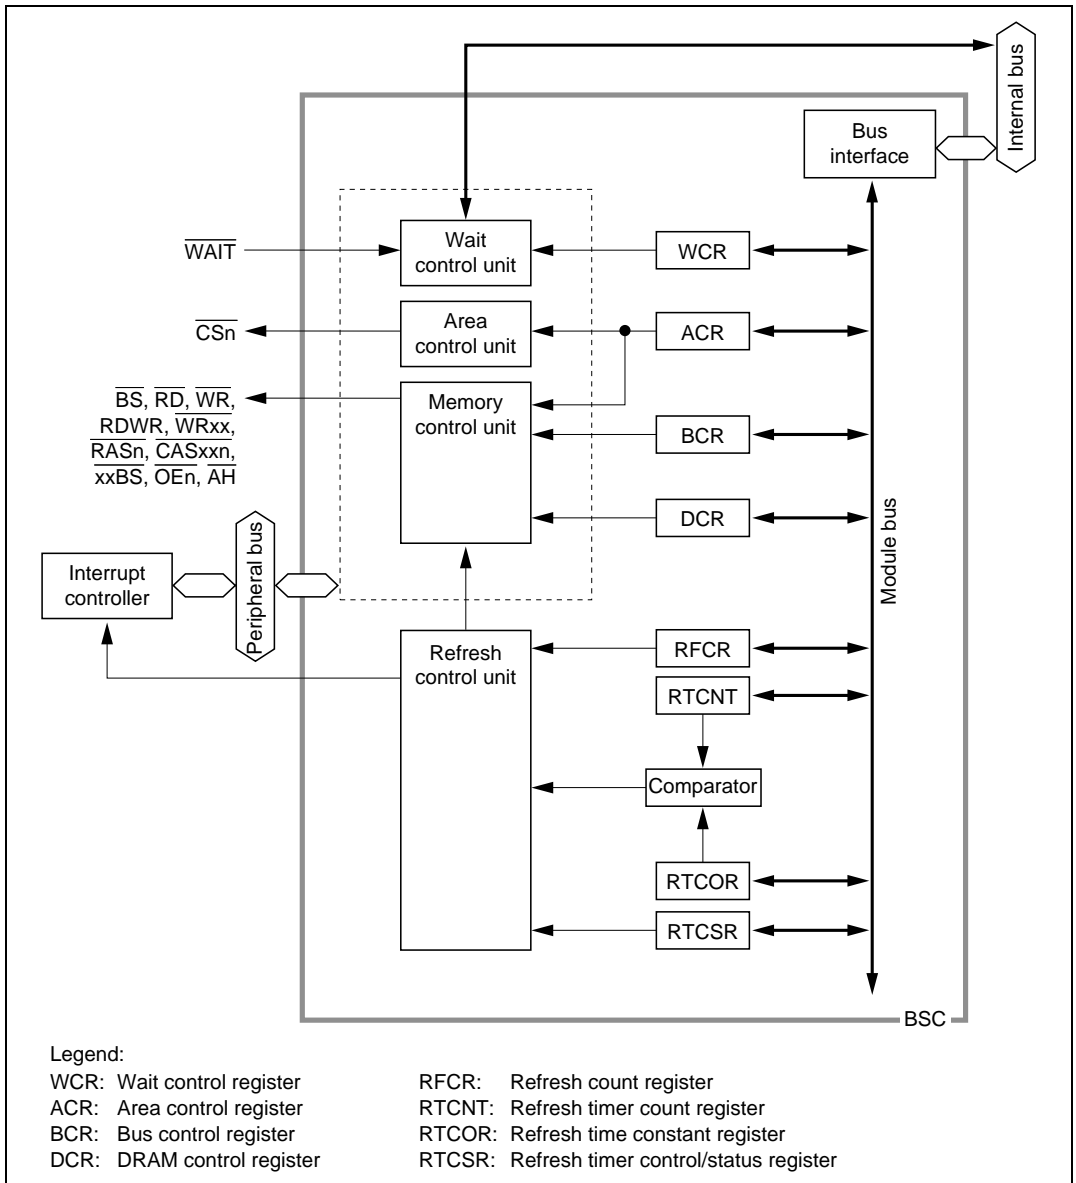 Internal bus
Bus
interface
WAIT
Wait
control unit
WCR
CSn
Area
control unit
ACR
BS, RD, WR,
RDWR, WRxx,
RASn, CASxxn,
xxBS, OEn, AH
Memory
control unit
BCR
DCR
Module bus
Interrupt
controller
Peripheral bus
Refresh
control unit
RFCR
RTCNT
Comparator
RTCOR
RTCSR
BSC
Legend:
WCR: Wait control register
ACR: Area control register
BCR: Bus control register
DCR: DRAM control register
RFCR: Refresh count register
RTCNT: Refresh timer count register
RTCOR: Refresh time constant register
RTCSR: Refresh timer control/status register